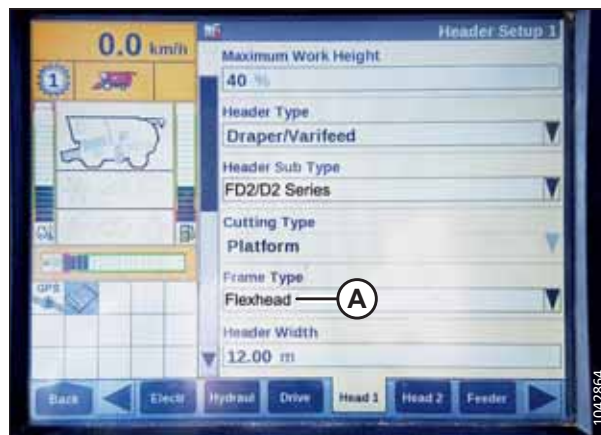 0.0 km/h
Header Setup 1
Maximum Work Height
40 %
1
Header Type
Draper/Varifeed
Header Sub Type
FD2/D2 Series
Cutting Type
Platform
Frame Type
Flexhead
A
GPS
Header Width
12.00 m
Back
Electr
Hydraul
Drive
Head 1
Head 2
Feeder
1042864